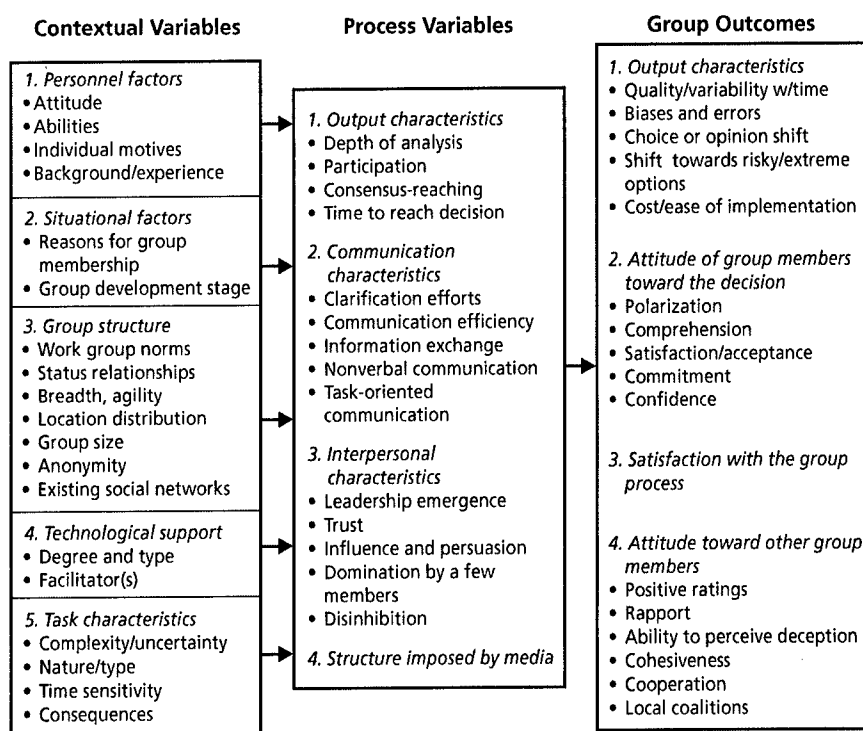 Contextual Variables
1. Personnel factors
•Attitude
•Abilities
•Individual motives
•Background/experience
2. Situational factors
• Reasons for group
membership
• Group development stage
3. Group structure
• Work group norms
• Status relationships
• Breadth, agility
• Location distribution
• Group size
• Anonymity
• Existing social networks
4. Technological support
• Degree and type
• Facilitator(s)
5. Task characteristics
• Complexity/uncertainty
• Nature/type
• Time sensitivity
• Consequences
Process Variables
1. Output characteristics
• Depth of analysis
• Participation
• Consensus-reaching
• Time to reach decision
2. Communication
characteristics
• Clarification efforts
• Communication efficiency
• Information exchange
• Nonverbal communication
• Task-oriented
communication
3. Interpersonal
characteristics
• Leadership emergence
• Trust
• Influence and persuasion
• Domination by a few
members
• Disinhibition
4. Structure imposed by media
Group Outcomes
1. Output characteristics
• Quality/variability w/time
• Biases and errors
• Choice or opinion shift
• Shift towards risky/extreme
options
• Cost/ease of implementation
2. Attitude of group members
toward the decision
• Polarization
• Comprehension
• Satisfaction/acceptance
• Commitment
• Confidence
3. Satisfaction with the group
process
4. Attitude toward other group
members
• Positive ratings
• Rapport
• Ability to perceive deception
• Cohesiveness
• Cooperation
• Local coalitions